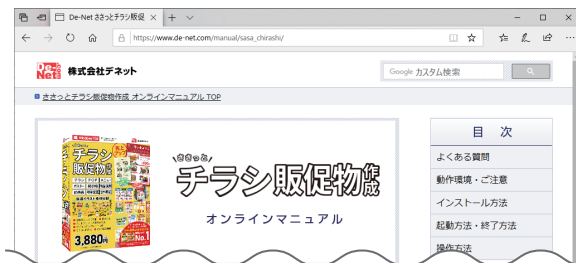 De-Net ささっとチラシ販促
https://www.de-net.com/manual/sasa_chirashi/
De-Net
株式会社デネット
Google カスタム検索
ささっとチラシ販促物作成 オンラインマニュアル TOP
チラシ
販促物
作成
3,880円
No.1
ささっと
チラシ販促物作成
オンラインマニュアル
目 次
よくある質問
動作環境・ご注意
インストール方法
起動方法・終了方法
操作方法